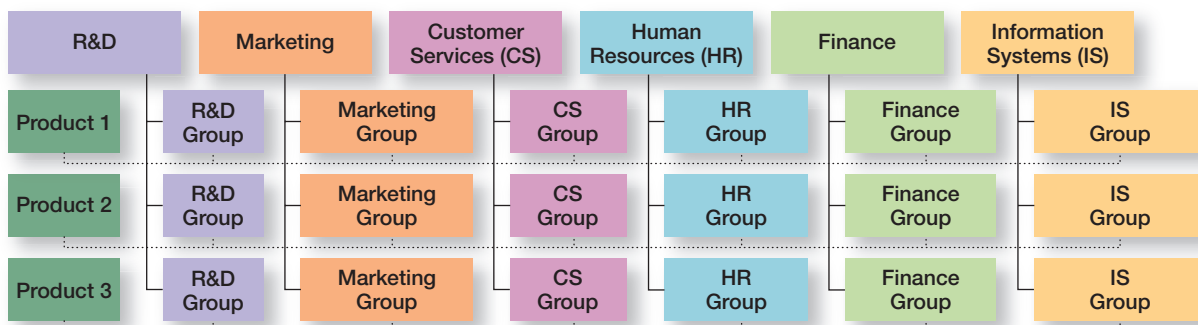 R&D
Marketing
Customer
Services (CS)
Human
Resources (HR)
Finance
Information
Systems (IS)
Product 1
R&D
Group
Marketing
Group
CS
Group
HR
Group
Finance
Group
IS
Group
Product 2
R&D
Group
Marketing
Group
CS
Group
HR
Group
Finance
Group
IS
Group
Product 3
R&D
Group
Marketing
Group
CS
Group
HR
Group
Finance
Group
IS
Group